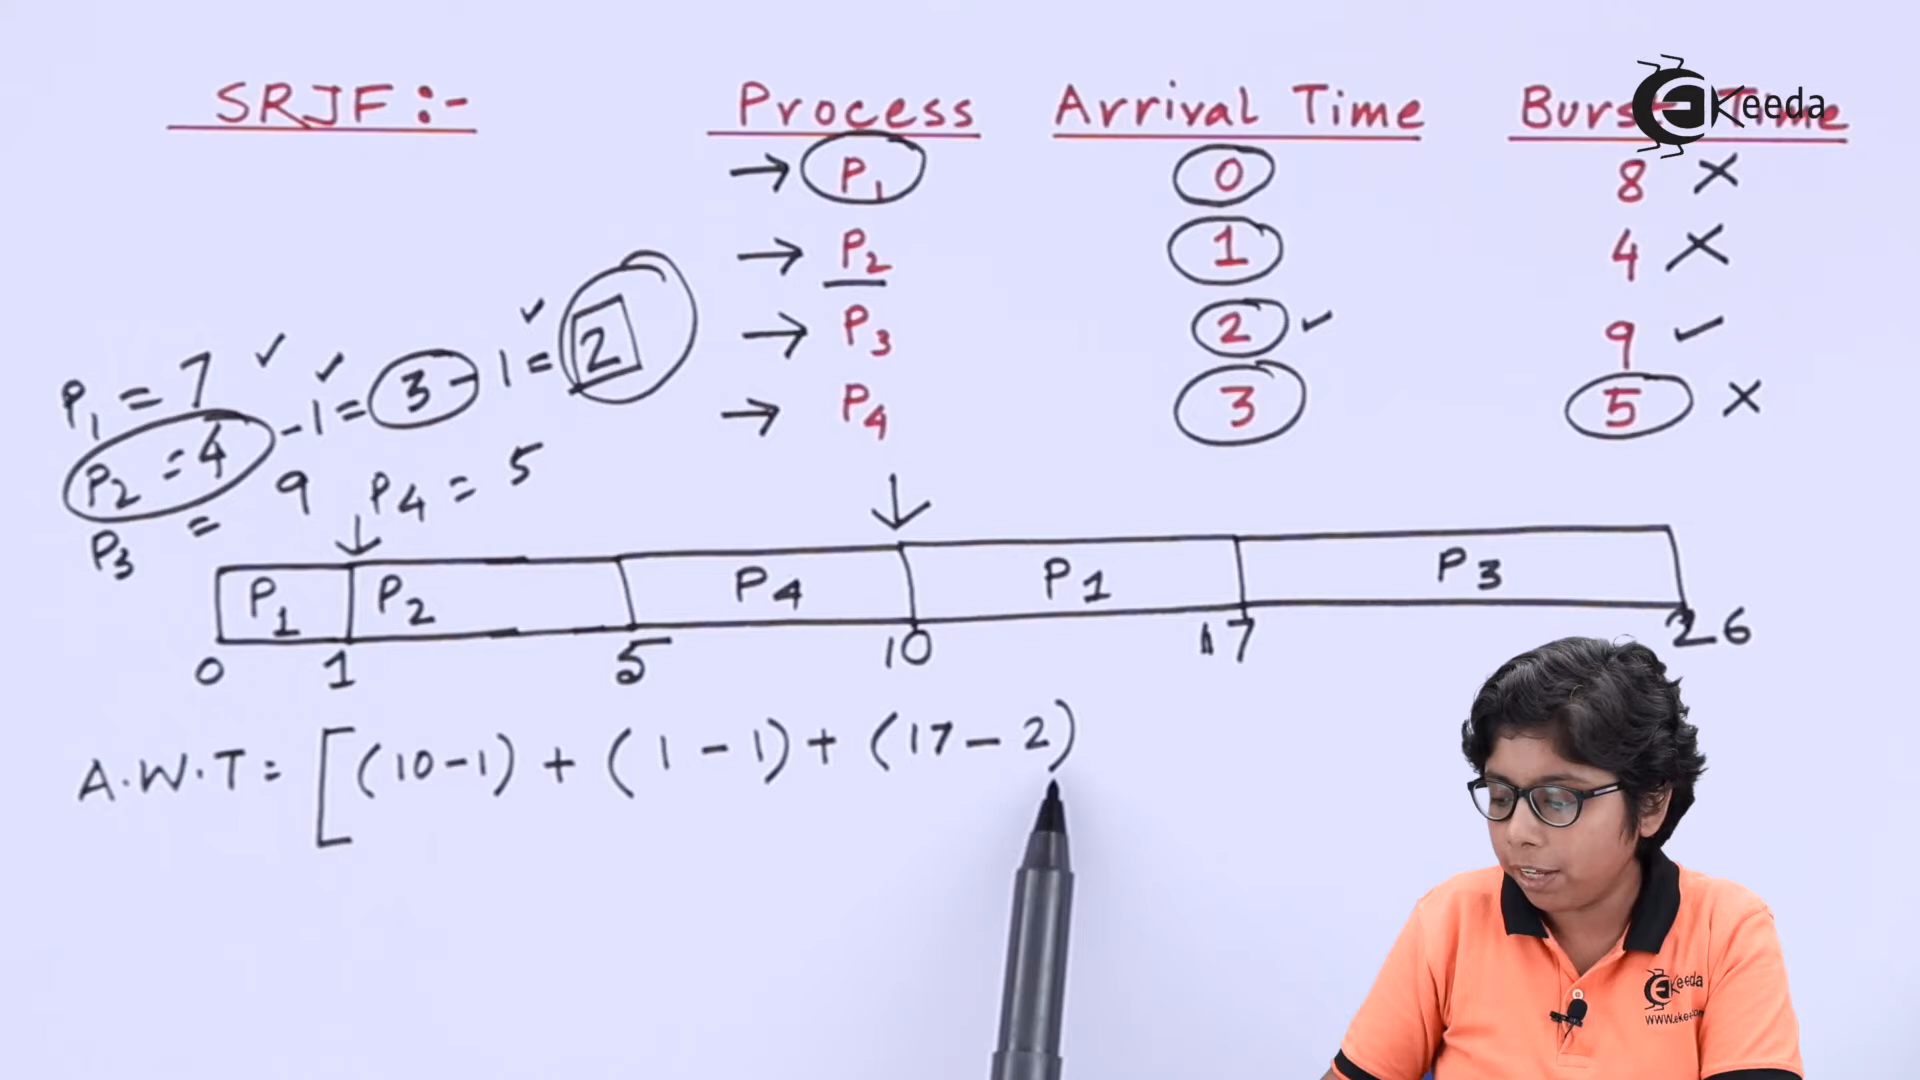 SRJF :- Process Arrival Time Burst Time
Keeda
→ P1 0 8 ×
→ P2 1 4 ×
→ P3 2 ✓ 9 ✓
→ P4 3 5 ×
P1 = 7 ✓
P2 = 4 -1 = 3 - 1 = 2
P3 = 9 P4 = 5
P1 P2 P4 P1 P3
0 1 5 10 17 26
A.W.T = [(10-1) + (1-1) + (17-2)
Keeda